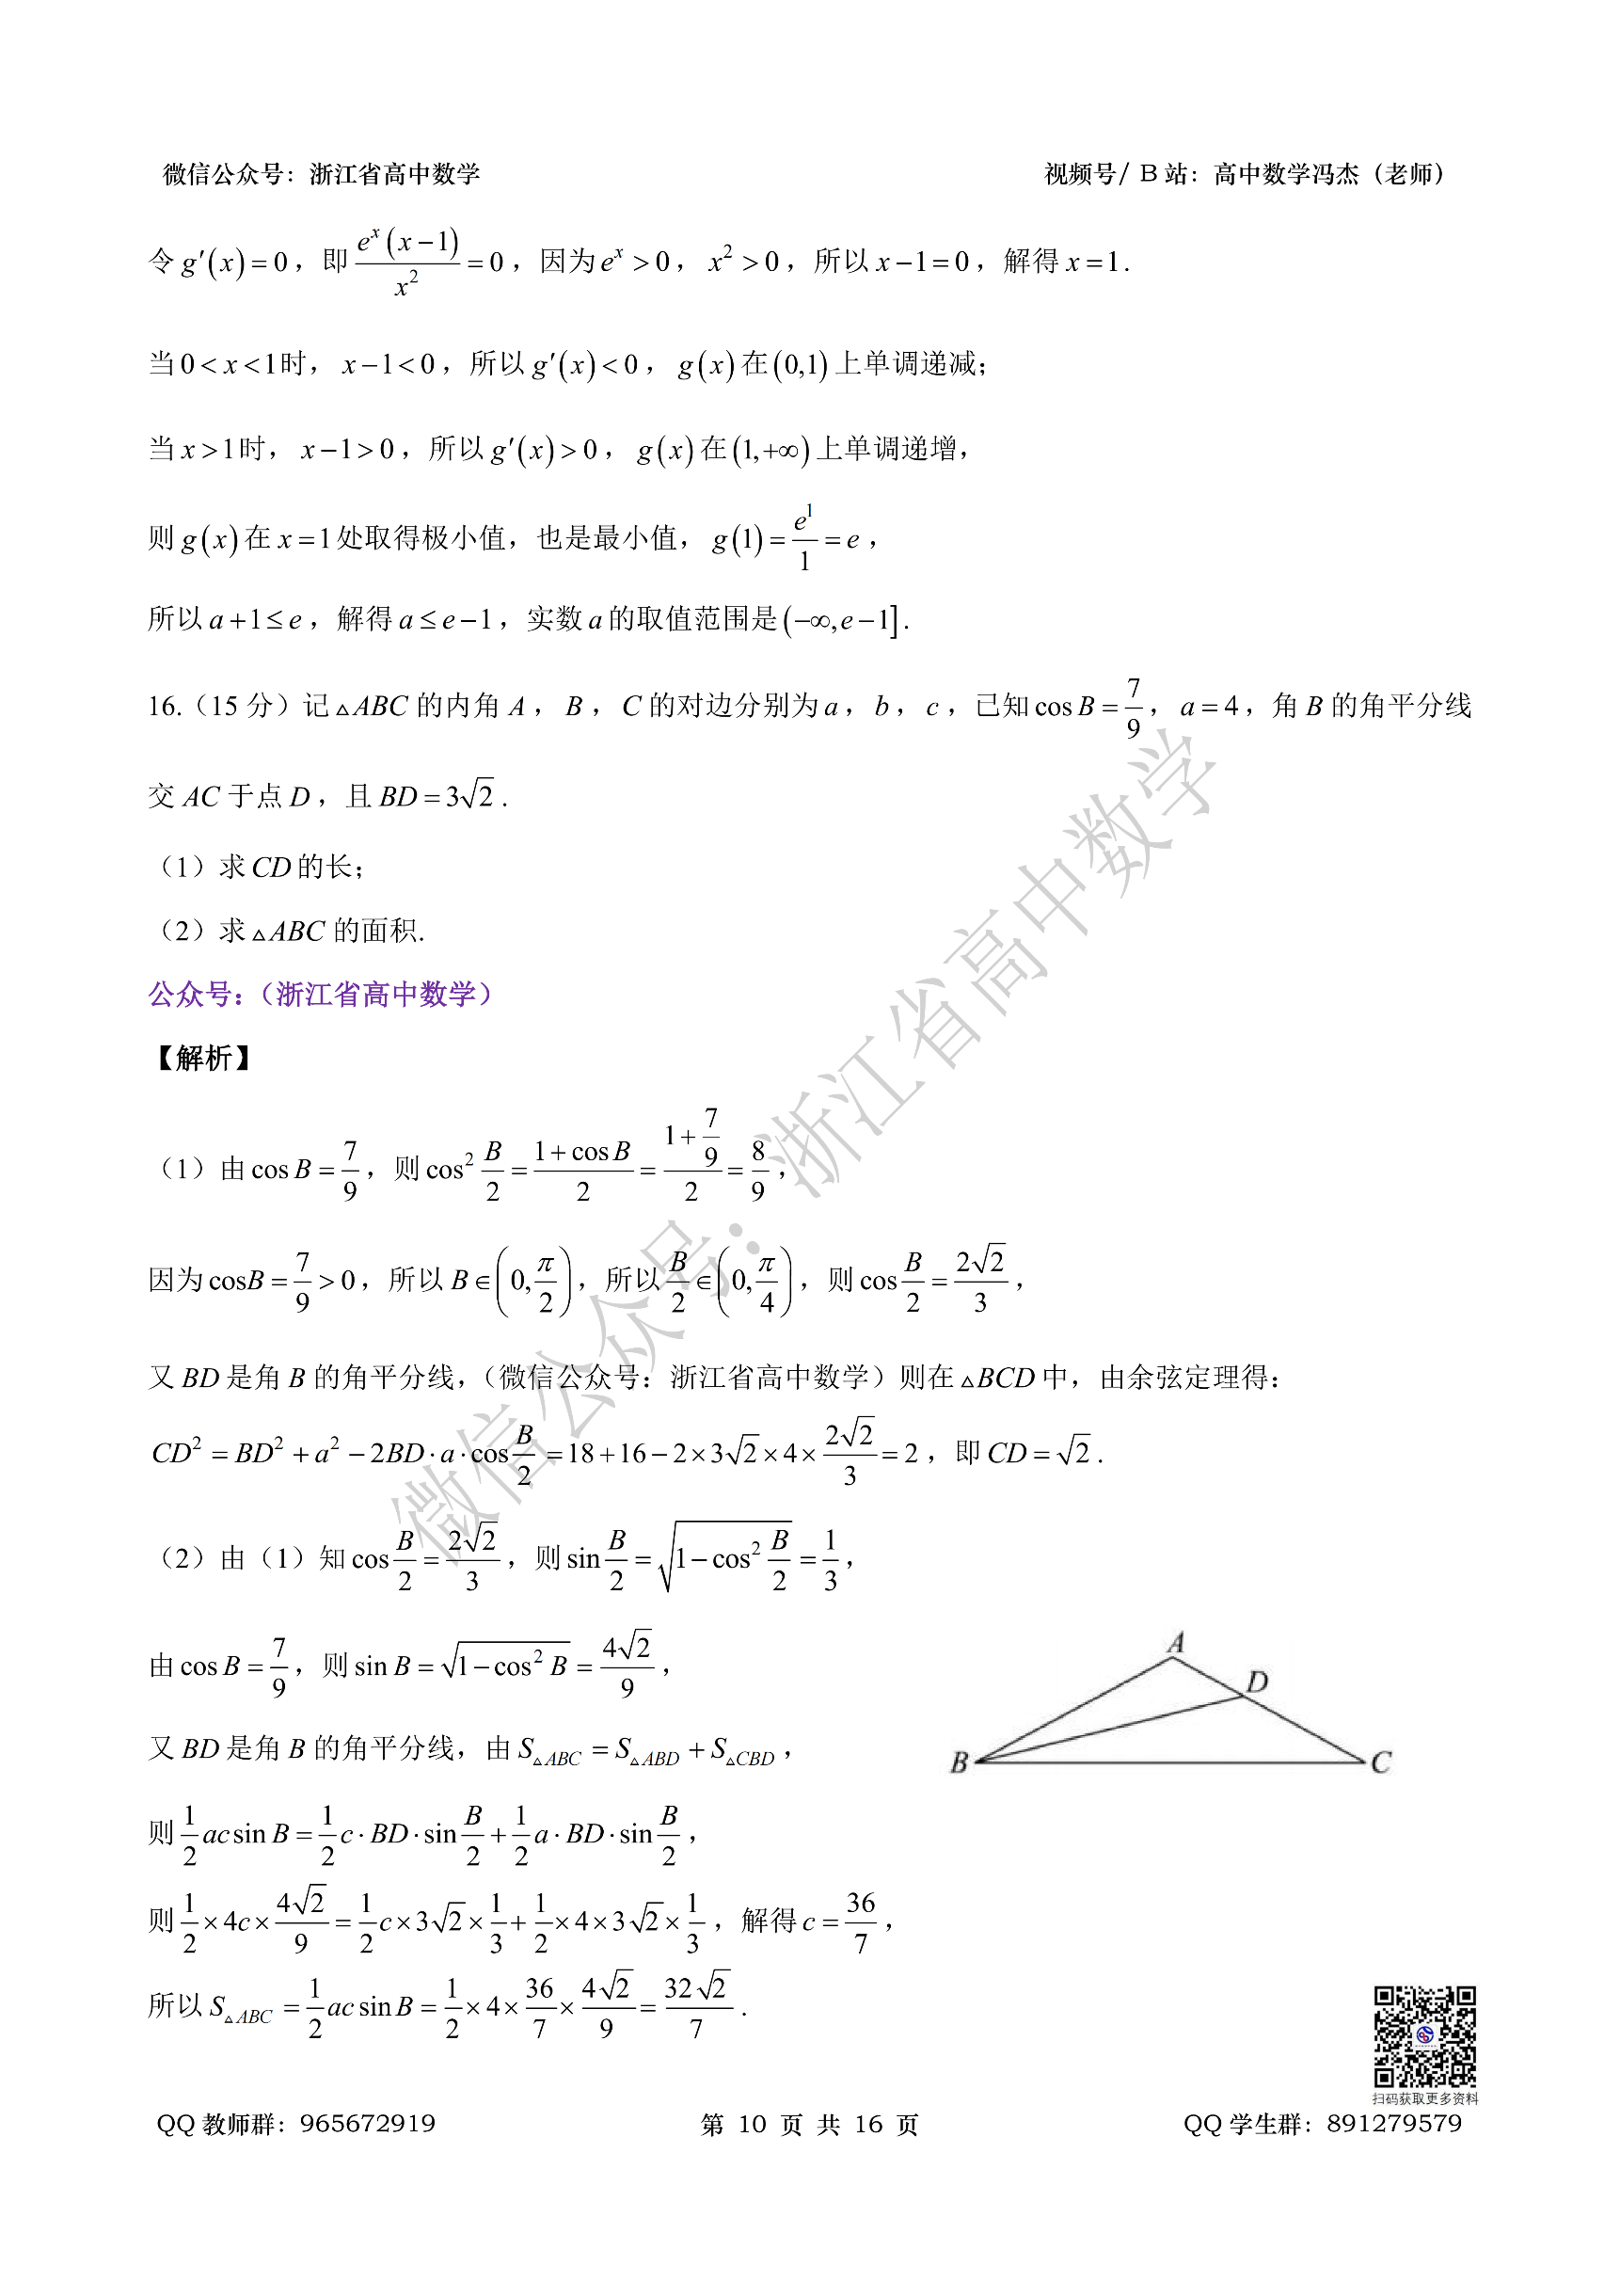 微信公众号：浙江省高中数学
视频号/ B 站：高中数学冯杰（老师）
令 g′(x)=0，即 eˣ(x−1)/x² =0，因为 eˣ >0， x² >0，所以 x−1=0，解得 x=1.
当 0<x<1时， x−1<0，所以 g′(x)<0， g(x) 在 (0,1) 上单调递减；
当 x>1时， x−1>0，所以 g′(x)>0， g(x) 在 (1,+∞) 上单调递增，
则 g(x) 在 x=1 处取得极小值，也是最小值， g(1)= e¹/1 =e ，
所以 a+1≤e，解得 a≤e−1，实数 a 的取值范围是 (−∞,e−1].
16.（15 分）记 △ABC 的内角 A ， B ， C 的对边分别为 a ， b ， c ，已知 cos B = 7/9 ， a=4，角 B 的角平分线
交 AC 于点 D ，且 BD=3√2 .
（1）求 CD 的长；
（2）求 △ABC 的面积.
公众号：（浙江省高中数学）
【解析】
（1）由 cos B = 7/9 ，则 cos² B/2 = (1+cos B)/2 = (1+7/9)/2 = 8/9 ，
因为 cosB = 7/9 >0，所以 B∈(0, π/2)，所以 B/2 ∈(0, π/4)，则 cos B/2 = 2√2/3 ，
又 BD 是角 B 的角平分线，（微信公众号：浙江省高中数学）则在 △BCD 中，由余弦定理得：
CD² = BD² + a² − 2BD·a·cos B/2 =18+16−2×3√2×4× 2√2/3 =2，即 CD=√2 .
（2）由（1）知 cos B/2 = 2√2/3 ，则 sin B/2 = √(1−cos² B/2) = 1/3 ，
由 cos B = 7/9 ，则 sin B = √(1−cos² B) = 4√2/9 ，
又 BD 是角 B 的角平分线，由 S△ABC = S△ABD + S△CBD ，
则 1/2 ac sin B = 1/2 c·BD·sin B/2 + 1/2 a·BD·sin B/2 ，
则 1/2 ×4c× 4√2/9 = 1/2 c×3√2× 1/3 + 1/2 ×4×3√2× 1/3 ，解得 c= 36/7 ，
所以 S△ABC = 1/2 ac sin B = 1/2 ×4× 36/7 × 4√2/9 = 32√2/7 .
A
D
B
C
微信公众号：浙江省高中数学
扫码获取更多资料
QQ 教师群：965672919
第 10 页 共 16 页
QQ 学生群：891279579